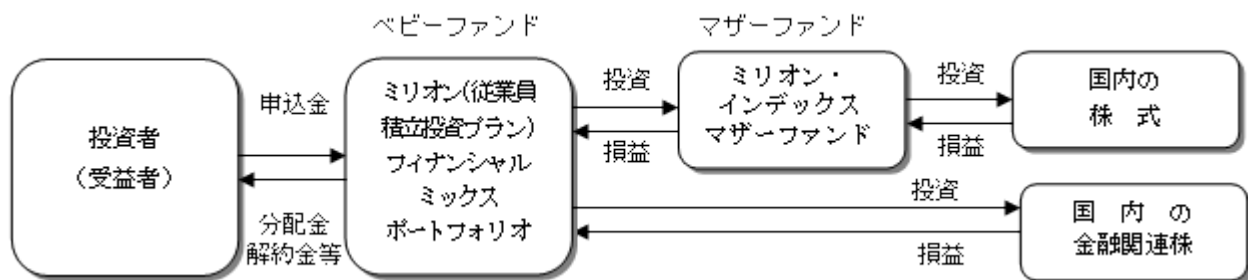 ベビーファンド
マザーファンド
投資者
（受益者）
申込金
分配金
解約金等
ミリオン(従業員
積立投資プラン)
フィナンシャル
ミックス
ポートフォリオ
投資
損益
ミリオン・
インデックス
マザーファンド
投資
損益
国内の
株　式
投資
損益
国　内　の
金融関連株